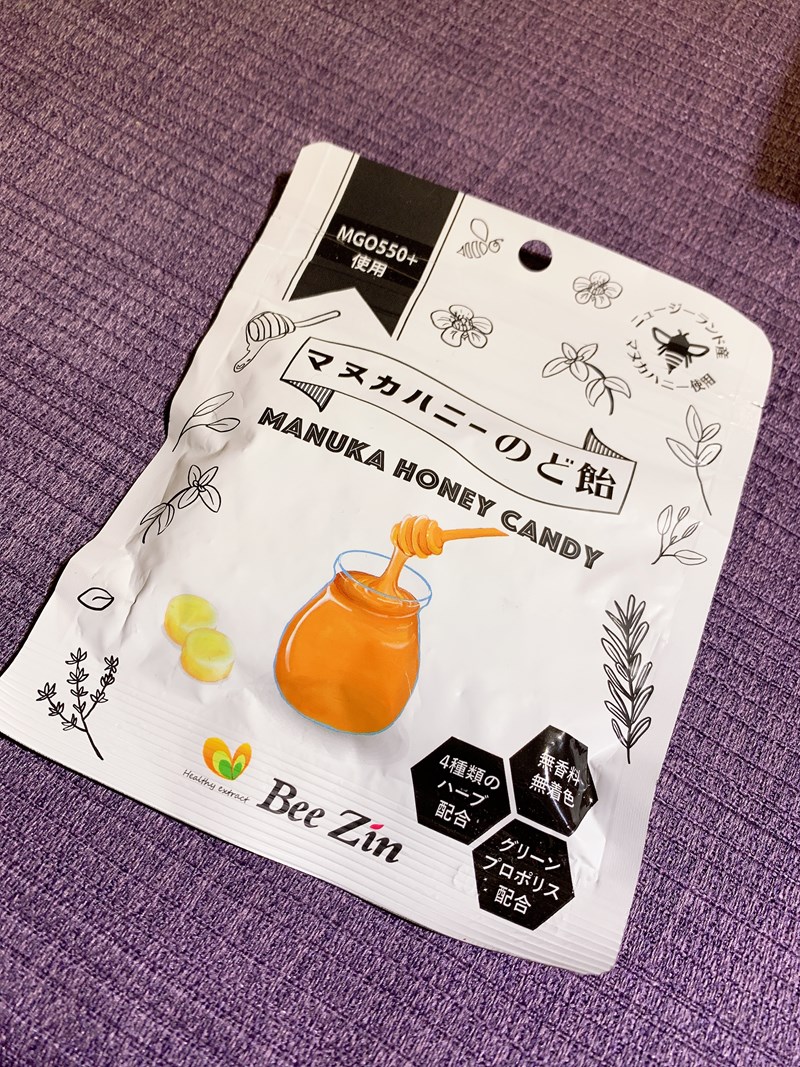 MGO550+
使用
ニュージーランド産
マヌカハニー使用
マヌカハニーのど飴
MANUKA HONEY CANDY
Healthy extract
Bee Zin
4種類の
ハーブ
配合
無香料、
無着色
グリーン
プロポリス
配合